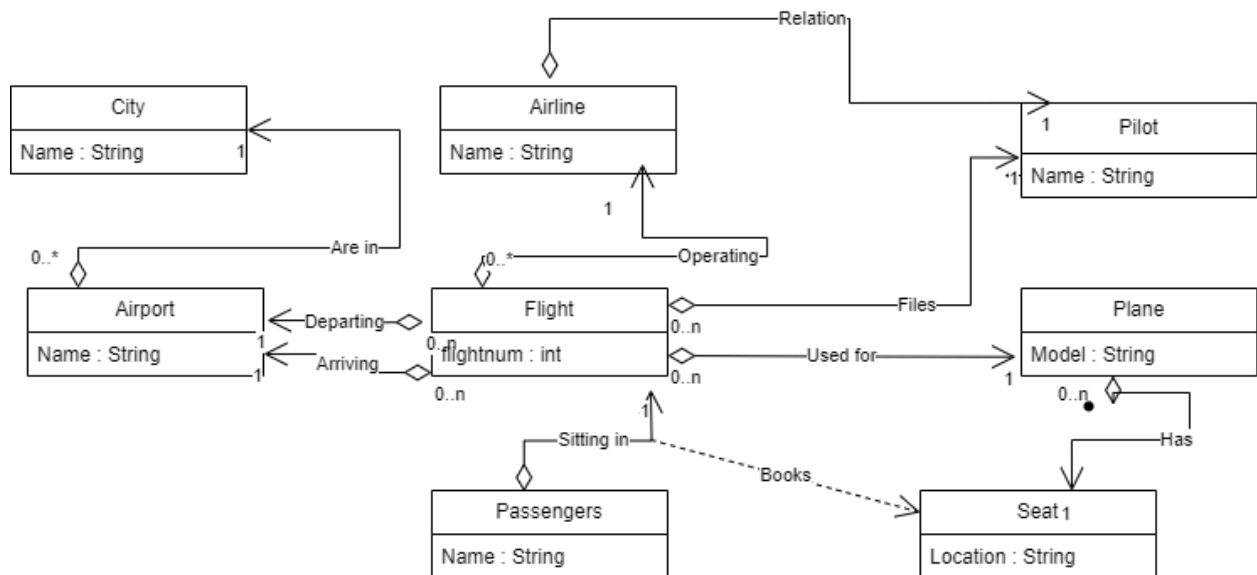 Relation
City
Airline
Pilot
Name : String
1
Name : String
1
Name : String
1
1
0..*
Are in
0..*
Operating
Airport
Flight
Files
Plane
Name : String
1
Departing
0..n
flightnum : int
0..n
Used for
1
Model : String
1
Arriving
0..n
0..n
0..n
1
Sitting in
Has
Books
Passengers
Seat
1
Name : String
Location : String